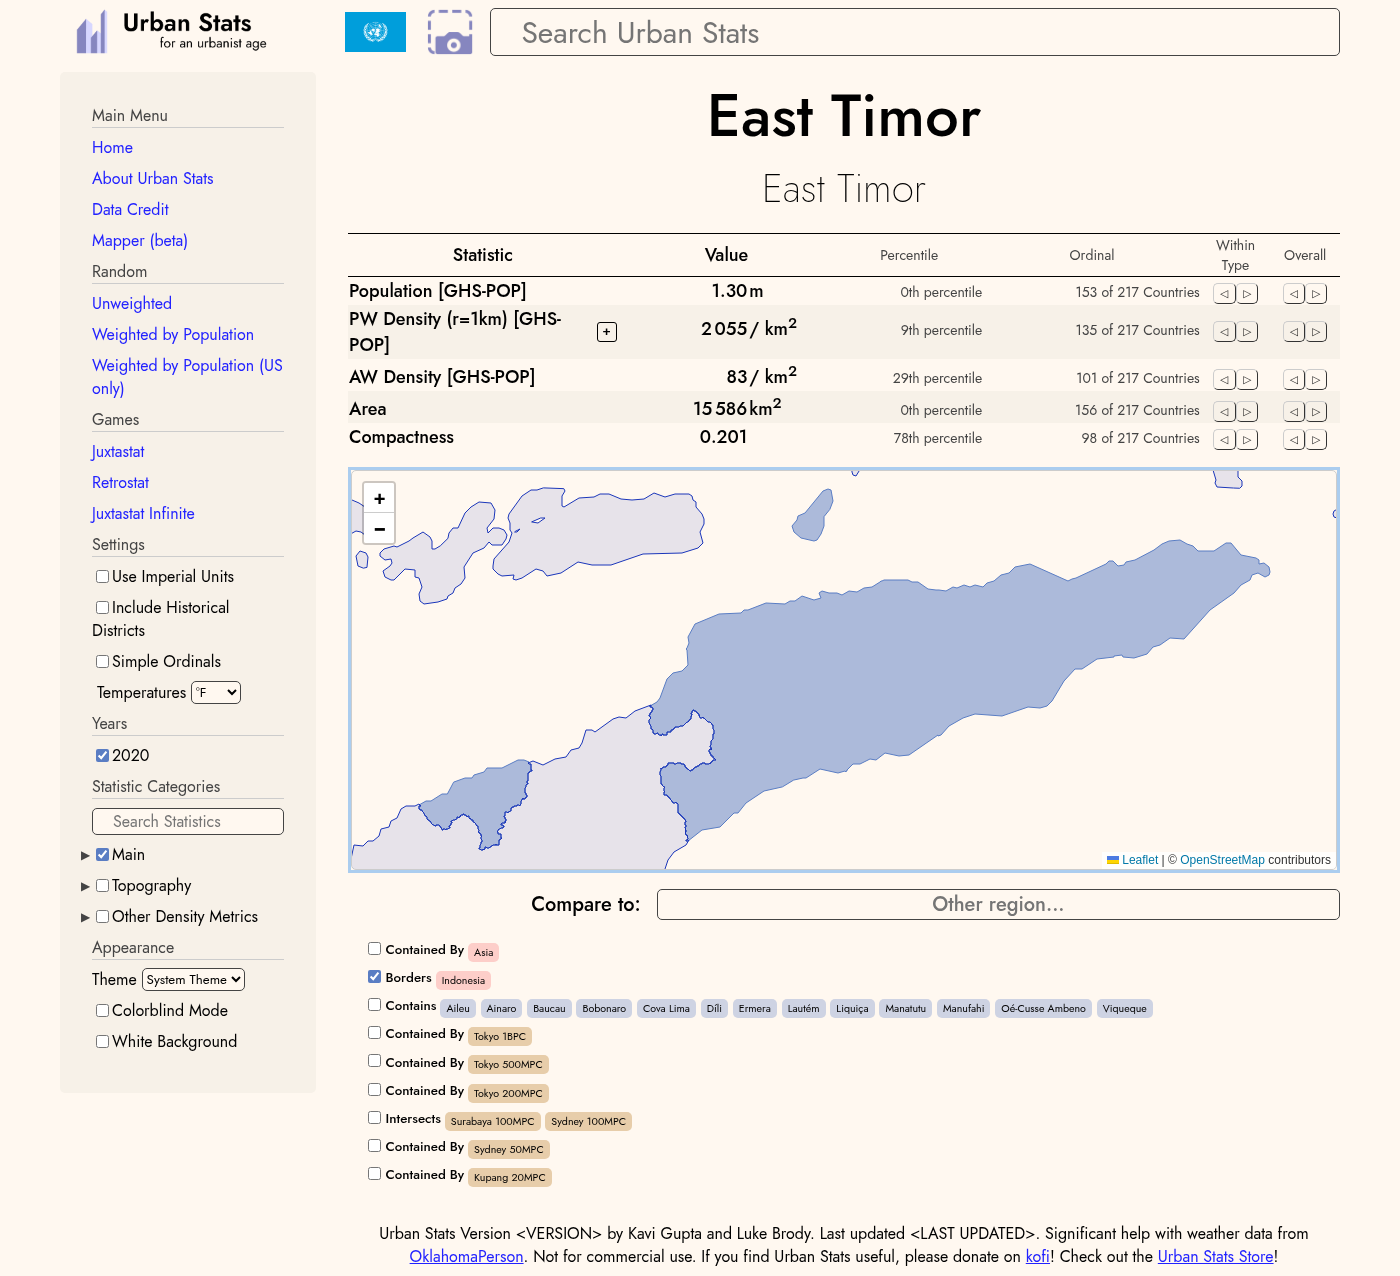 Urban Stats
for an urbanist age
Search Urban Stats
Main Menu
Home
About Urban Stats
Data Credit
Mapper (beta)
Random
Unweighted
Weighted by Population
Weighted by Population (US
only)
Games
Juxtastat
Retrostat
Juxtastat Infinite
Settings
Use Imperial Units
Include Historical
Districts
Simple Ordinals
Temperatures °F
Years
2020
Statistic Categories
Search Statistics
Main
Topography
Other Density Metrics
Appearance
Theme System Theme
Colorblind Mode
White Background
East Timor
East Timor
Statistic Value Percentile Ordinal Within Type Overall
Population [GHS-POP] 1.30 m 0th percentile 153 of 217 Countries
PW Density (r=1km) [GHS-
POP] + 2 055 / km² 9th percentile 135 of 217 Countries
AW Density [GHS-POP] 83 / km² 29th percentile 101 of 217 Countries
Area 15 586 km² 0th percentile 156 of 217 Countries
Compactness 0.201 78th percentile 98 of 217 Countries
+
−
Leaflet | © OpenStreetMap contributors
Compare to: Other region...
Contained By Asia
Borders Indonesia
Contains Aileu Ainaro Baucau Bobonaro Cova Lima Díli Ermera Lautém Liquiça Manatutu Manufahi Oé-Cusse Ambeno Viqueque
Contained By Tokyo 1BPC
Contained By Tokyo 500MPC
Contained By Tokyo 200MPC
Intersects Surabaya 100MPC Sydney 100MPC
Contained By Sydney 50MPC
Contained By Kupang 20MPC
Urban Stats Version <VERSION> by Kavi Gupta and Luke Brody. Last updated <LAST UPDATED>. Significant help with weather data from
OklahomaPerson. Not for commercial use. If you find Urban Stats useful, please donate on kofi! Check out the Urban Stats Store!